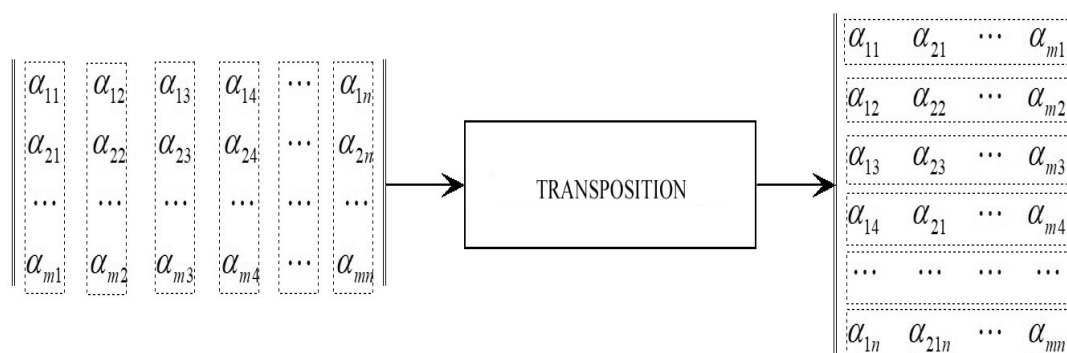 α11 α12 α13 α14 ⋯ α1n
α21 α22 α23 α24 ⋯ α2n
⋯ ⋯ ⋯ ⋯ ⋯ ⋯
αm1 αm2 αm3 αm4 ⋯ αmn
TRANSPOSITION
α11 α21 ⋯ αm1
α12 α22 ⋯ αm2
α13 α23 ⋯ αm3
α14 α21 ⋯ αm4
⋯ ⋯ ⋯ ⋯
α1n α21n ⋯ αmn